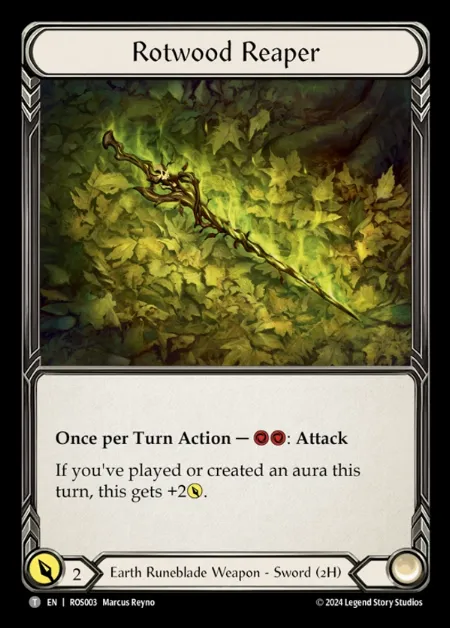 Rotwood Reaper
Once per Turn Action — : Attack
If you've played or created an aura this
turn, this gets +2.
2
Earth Runeblade Weapon - Sword (2H)
T EN | ROS003 Marcus Reyno
© 2024 Legend Story Studios